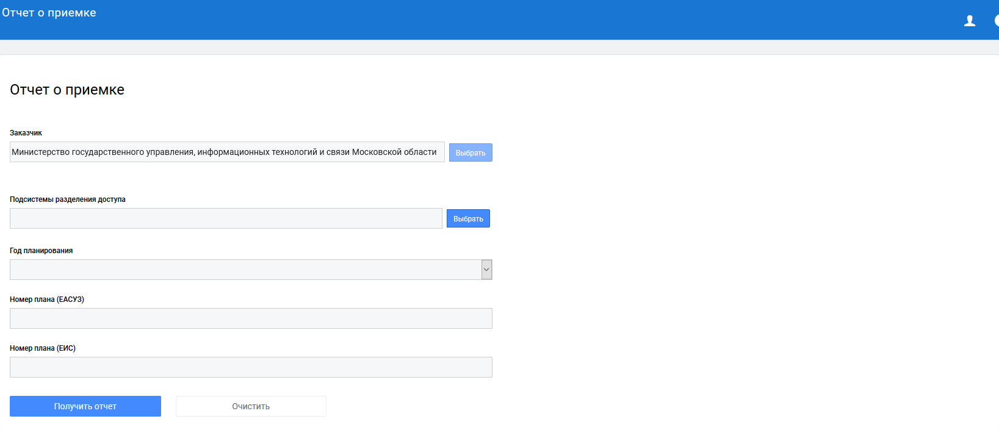 Отчет о приемке
Отчет о приемке
Заказчик
Министерство государственного управления, информационных технологий и связи Московской области
Выбрать
Подсистемы разделения доступа
Выбрать
Год планирования
Номер плана (ЕАСУЗ)
Номер плана (ЕИС)
Получить отчет
Очистить